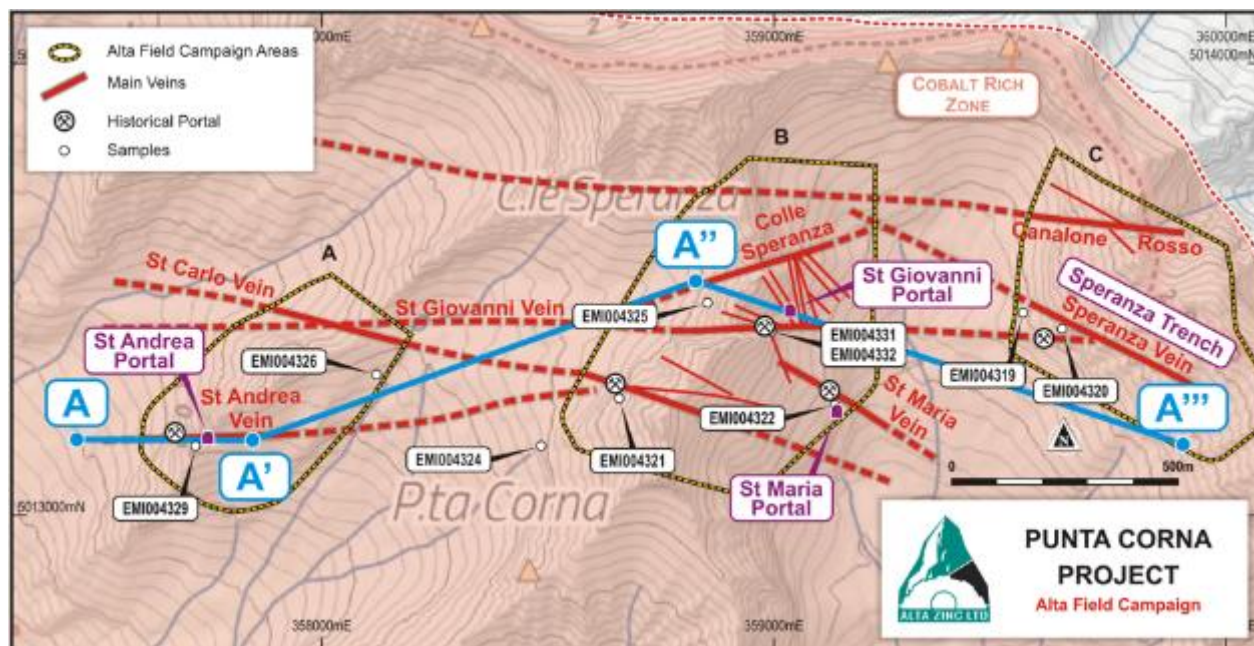 359000mE
360000mE
5014000mN
Alta Field Campaign Areas
Main Veins
Historical Portal
Samples
COBALT RICH
ZONE
A
B
C
C.le Speranza
Colle
Speranza
Canalone Rosso
St Carlo Vein
St Giovanni Vein
A''
St Giovanni
Portal
Speranza Trench
Speranza Vein
St Andrea
Portal
EMI004325
EMI004326
EMI004331
EMI004332
EMI004319
EMI004320
A
St Andrea
Vein
A'
EMI004322
St Maria
Vein
A'''
EMI004324
EMI004321
N
0
500m
EMI004329
P.ta Corna
St Maria
Portal
5013000mN
358000mE
359000mE
ALTA ZINC LTD
PUNTA CORNA
PROJECT
Alta Field Campaign